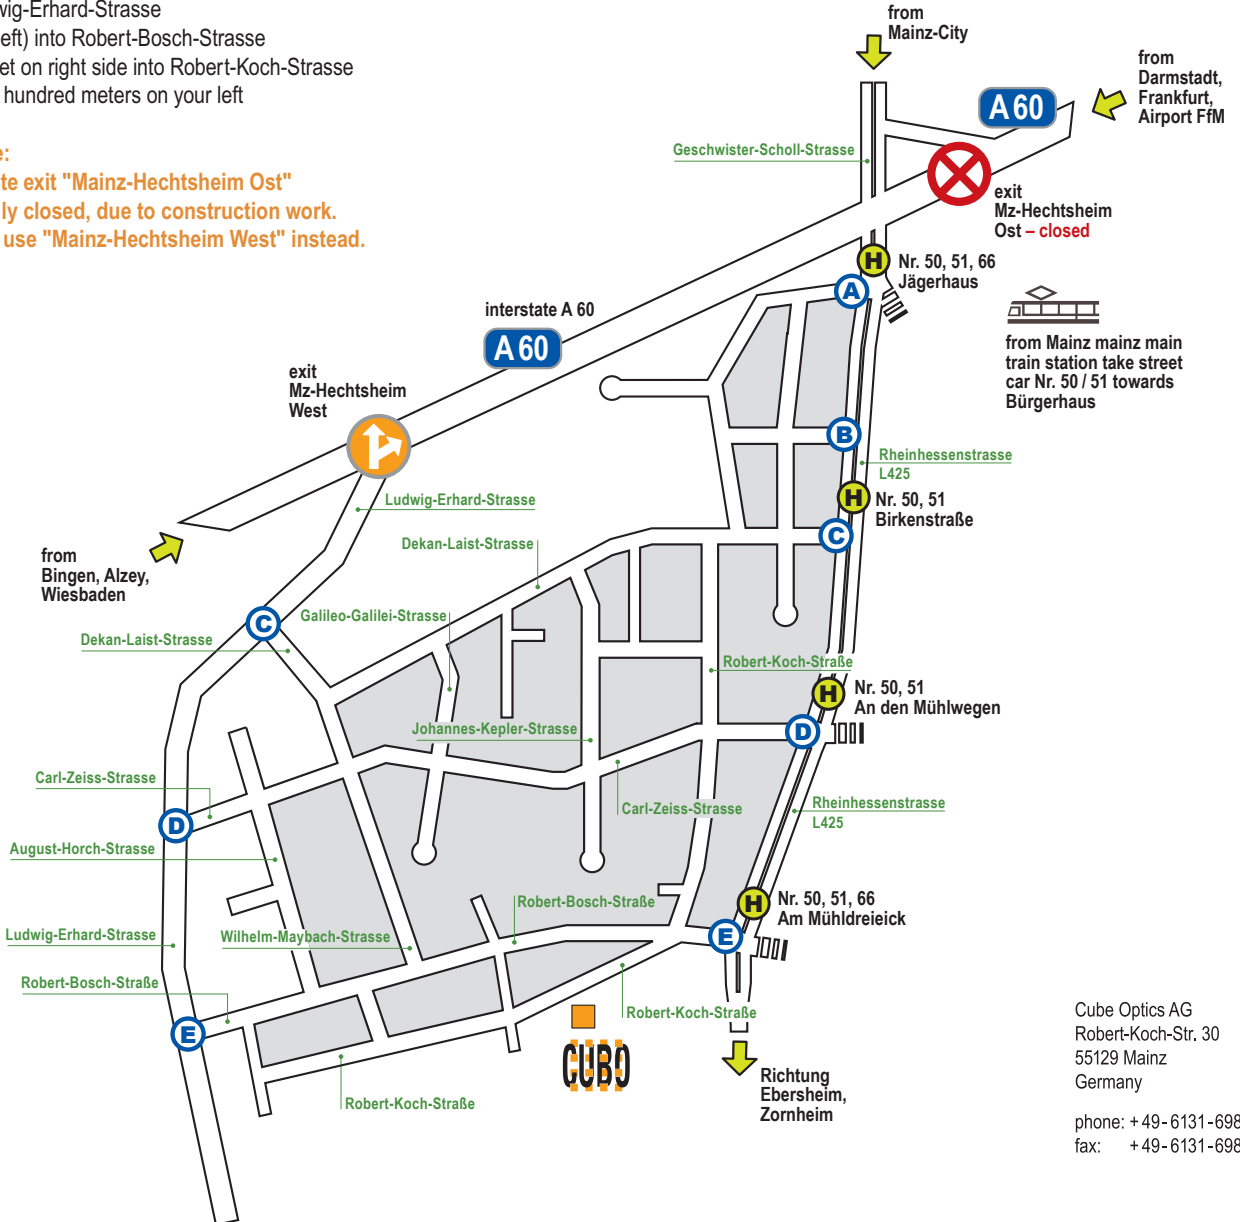 wig-Erhard-Strasse
eft) into Robert-Bosch-Strasse
et on right side into Robert-Koch-Strasse
hundred meters on your left
e:
te exit "Mainz-Hechtsheim Ost"
ly closed, due to construction work.
use "Mainz-Hechtsheim West" instead.
from
Mainz-City
from
Darmstadt,
Frankfurt,
Airport FfM
A 60
Geschwister-Scholl-Strasse
exit
Mz-Hechtsheim
Ost – closed
H
Nr. 50, 51, 66
Jägerhaus
A
interstate A 60
A 60
from Mainz mainz main
train station take street
car Nr. 50 / 51 towards
Bürgerhaus
exit
Mz-Hechtsheim
West
B
Rheinhessenstrasse
L425
Ludwig-Erhard-Strasse
H
Nr. 50, 51
Birkenstraße
C
Dekan-Laist-Strasse
from
Bingen, Alzey,
Wiesbaden
C
Galileo-Galilei-Strasse
Dekan-Laist-Strasse
Robert-Koch-Straße
H
Nr. 50, 51
An den Mühlwegen
Johannes-Kepler-Strasse
D
Carl-Zeiss-Strasse
Carl-Zeiss-Strasse
Rheinhessenstrasse
L425
D
August-Horch-Strasse
Robert-Bosch-Straße
H
Nr. 50, 51, 66
Am Mühldreieick
Ludwig-Erhard-Strasse
Wilhelm-Maybach-Strasse
E
Robert-Bosch-Straße
Robert-Koch-Straße
E
CUBO
Robert-Koch-Straße
Richtung
Ebersheim,
Zornheim
Cube Optics AG
Robert-Koch-Str. 30
55129 Mainz
Germany
phone: +49-6131-698
fax: +49-6131-698